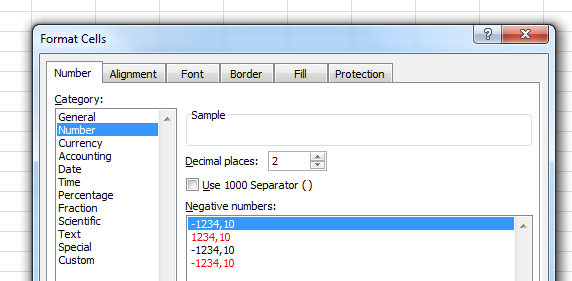 Format Cells
Number Alignment Font Border Fill Protection
Category:
General
Number
Currency
Accounting
Date
Time
Percentage
Fraction
Scientific
Text
Special
Custom
Sample
Decimal places: 2
Use 1000 Separator ( )
Negative numbers:
-1234,10
1234,10
-1234,10
-1234,10